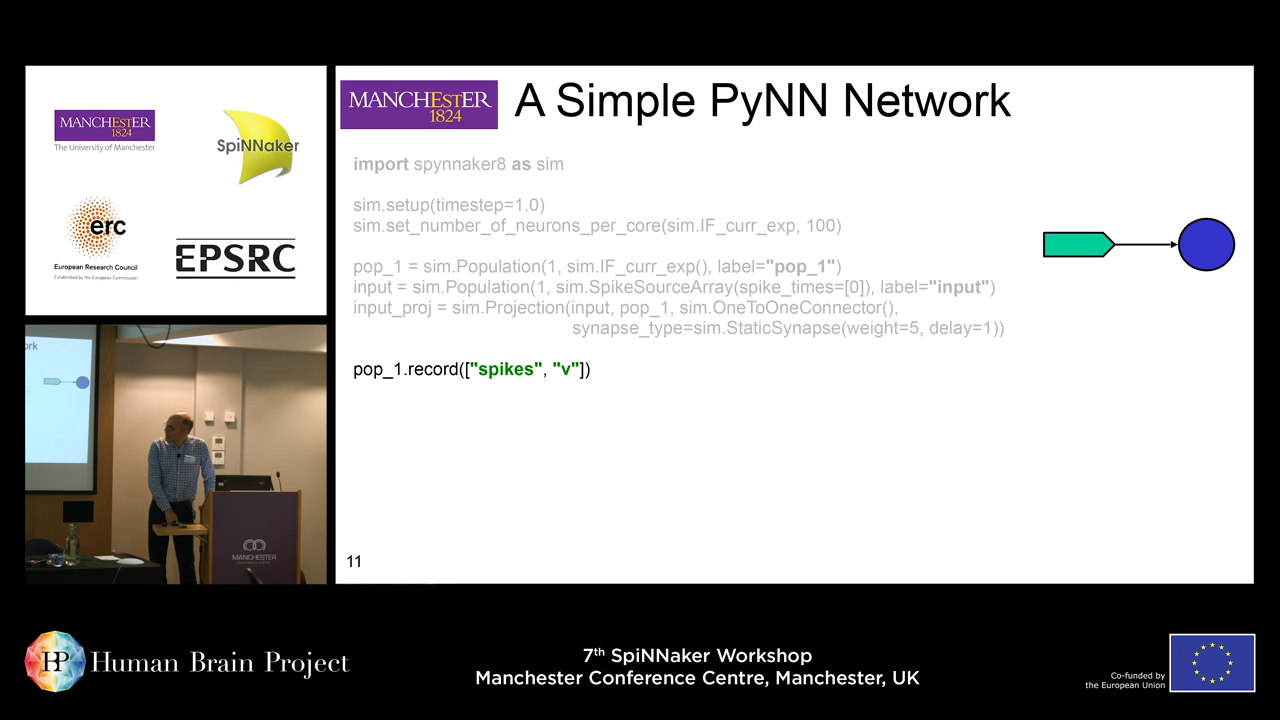 MANCHESTER
1824
The University of Manchester
SpiNNaker
erc
European Research Council
Established by the European Commission
EPSRC
MANCHESTER
1824
A Simple PyNN Network
import spynnaker8 as sim
sim.setup(timestep=1.0)
sim.set_number_of_neurons_per_core(sim.IF_curr_exp, 100)
pop_1 = sim.Population(1, sim.IF_curr_exp(), label="pop_1")
input = sim.Population(1, sim.SpikeSourceArray(spike_times=[0]), label="input")
input_proj = sim.Projection(input, pop_1, sim.OneToOneConnector(),
synapse_type=sim.StaticSynapse(weight=5, delay=1))
pop_1.record(["spikes", "v"])
11
ork
MANCHESTER
HP Human Brain Project
7th SpiNNaker Workshop
Manchester Conference Centre, Manchester, UK
Co-funded by
the European Union